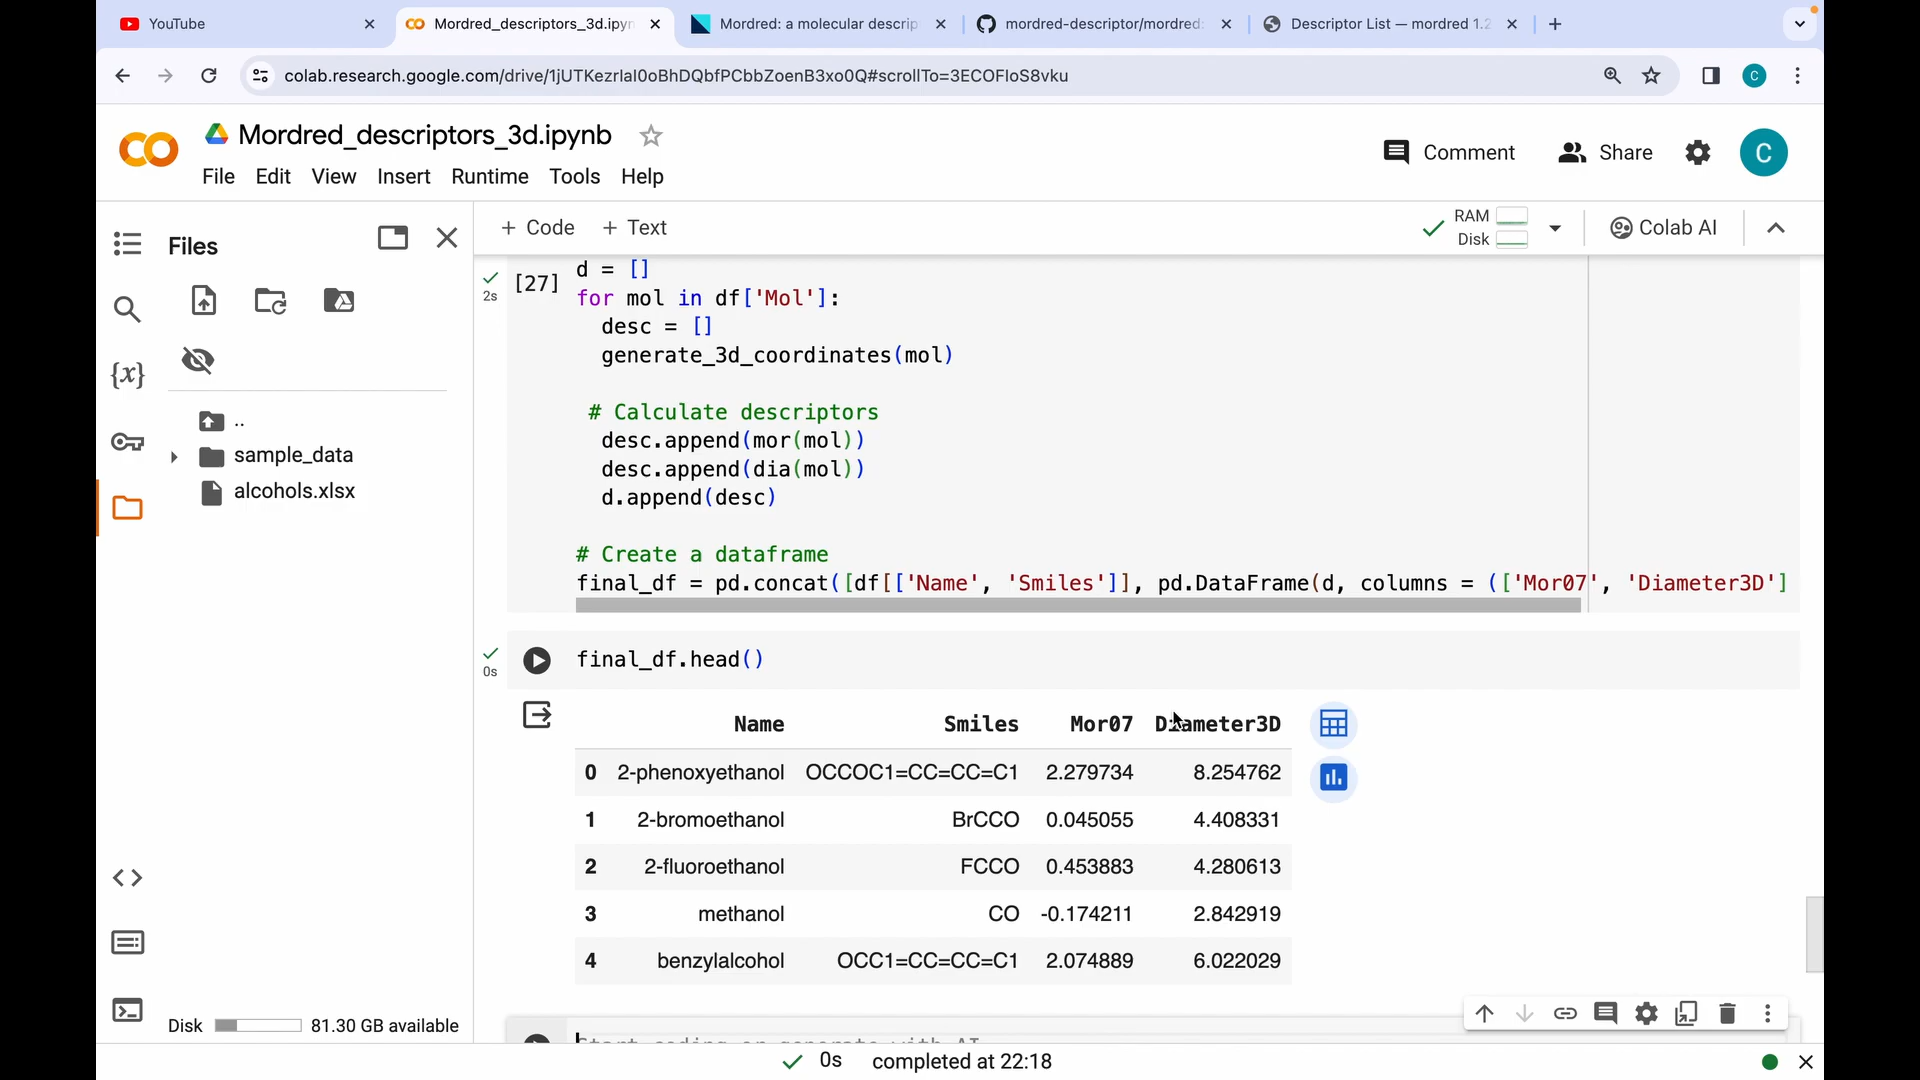 YouTube
Mordred_descriptors_3d.ipyn
Mordred: a molecular descrip
mordred-descriptor/mordred:
Descriptor List — mordred 1.2
colab.research.google.com/drive/1jUTKezrlaI0oBhDQbfPCbbZoenB3xo0Q#scrollTo=3ECOFIoS8vku
C
Mordred_descriptors_3d.ipynb
Comment
Share
C
File Edit View Insert Runtime Tools Help
Files
+ Code + Text
RAM
Disk
Colab AI
{x}
..
sample_data
alcohols.xlsx
Disk
81.30 GB available
2s
[27]
d = []
for mol in df['Mol']:
desc = []
generate_3d_coordinates(mol)
# Calculate descriptors
desc.append(mor(mol))
desc.append(dia(mol))
d.append(desc)
# Create a dataframe
final_df = pd.concat([df[['Name', 'Smiles']], pd.DataFrame(d, columns = (['Mor07', 'Diameter3D']
0s
final_df.head()
Name Smiles Mor07 Diameter3D
0 2-phenoxyethanol OCCOC1=CC=CC=C1 2.279734 8.254762
1 2-bromoethanol BrCCO 0.045055 4.408331
2 2-fluoroethanol FCCO 0.453883 4.280613
3 methanol CO -0.174211 2.842919
4 benzylalcohol OCC1=CC=CC=C1 2.074889 6.022029
0s completed at 22:18